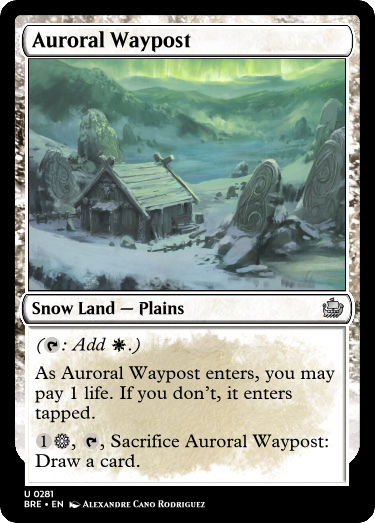 Auroral Waypost
Snow Land — Plains
(: Add .)
As Auroral Waypost enters, you may
pay 1 life. If you don't, it enters
tapped.
1 , , Sacrifice Auroral Waypost:
Draw a card.
U 0281
BRE • EN Alexandre Cano Rodriguez